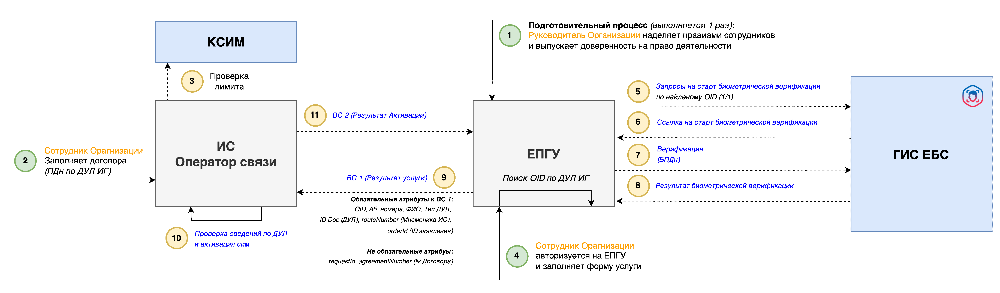 КСИМ
3
Проверка
лимита
1
Подготовительный процесс (выполняется 1 раз):
Руководитель Организации наделяет правиами сотрудников
и выпускает доверенность на право деятельности
2
Сотрудник Орагнизации
Заполняет договора
(ПДн по ДУЛ ИГ)
ИС
Оператор связи
11
ВС 2 (Результат Активации)
ВС 1 (Результат услуги)
9
Обязательные атрибуты к ВС 1:
OID, Аб. номера, ФИО, Тип ДУЛ,
ID Doc (ДУЛ), routeNumber (Мнемоника ИС),
orderId (ID заявления)
Не обязательные атрибуы:
requestId, agreementNumber (№ Договора)
10
Проверка сведений по ДУЛ
и активация сим
ЕПГУ
Поиск OID по ДУЛ ИГ
4
Сотрудник Орагнизации
авторизуется на ЕПГУ
и заполняет форму услуги
5
Запросы на старт биометрической верификации
по найденому OID (1/1)
6
Ссылка на старт биометрической верификации
7
Верификация
(БПДн)
8
Результат биометрической верификации
ГИС ЕБС